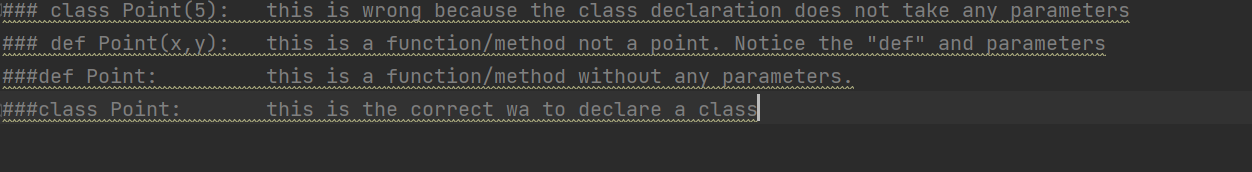 ### class Point(5):   this is wrong because the class declaration does not take any parameters
### def Point(x,y):   this is a function/method not a point. Notice the "def" and parameters
###def Point:         this is a function/method without any parameters.
###class Point:       this is the correct wa to declare a class